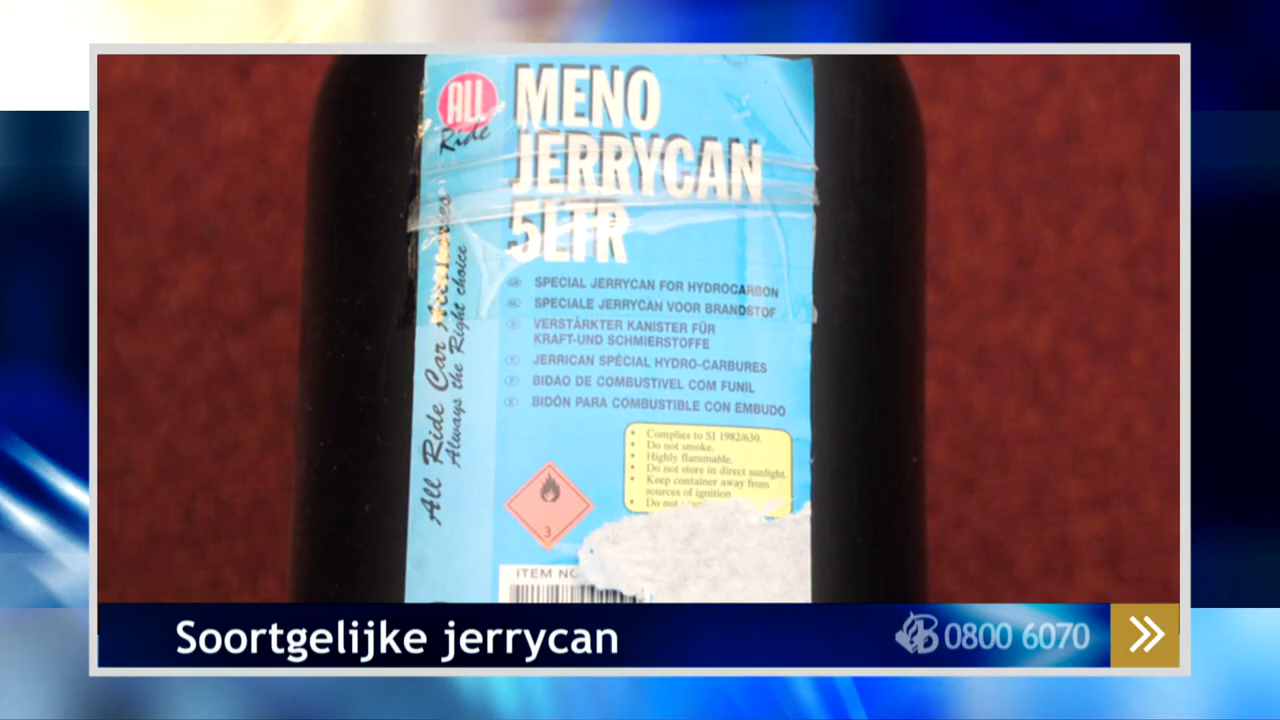 ALL
Ride
MENO
JERRYCAN
5LTR
All Ride Car Accessories
Always the Right choice
SPECIAL JERRYCAN FOR HYDROCARBON
SPECIALE JERRYCAN VOOR BRANDSTOF
VERSTÄRKTER KANISTER FÜR
KRAFT-UND SCHMIERSTOFFE
JERRICAN SPÉCIAL HYDRO-CARBURES
BIDAO DE COMBUSTIVEL COM FUNIL
BIDÓN PARA COMBUSTIBLE CON EMBUDO
• Complies to SI 1982/630.
• Do not smoke.
• Highly flammable.
• Do not store in direct sunlight.
• Keep container away from
sources of ignition
• Do not
3
ITEM NO
Soortgelijke jerrycan
0800 6070